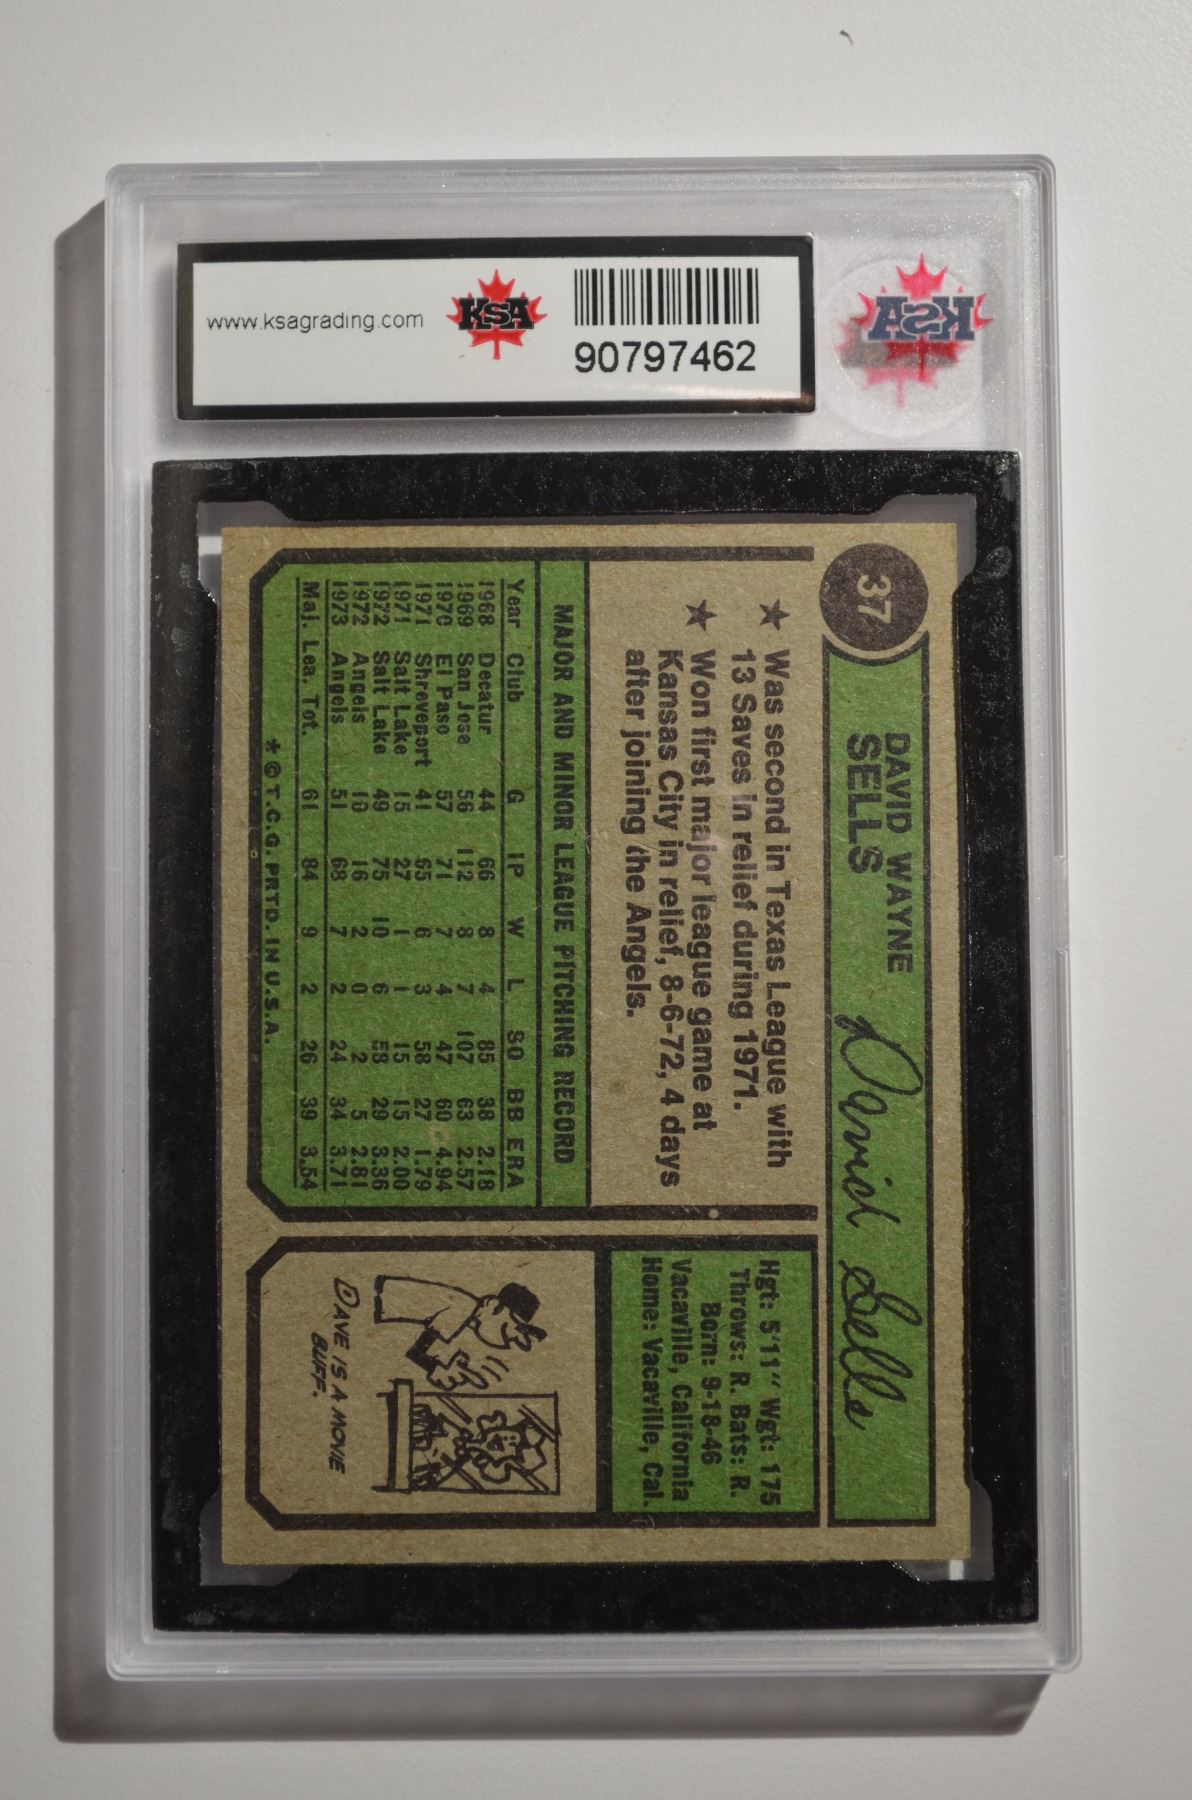 www.ksagrading.com
KSA
90797462
KSA
37
DAVID WAYNE
SELLS
David Sells
★ Was second in Texas League with
13 Saves in relief during 1971.
★ Won first major league game at
Kansas City in relief, 8-6-72, 4 days
after joining the Angels.
MAJOR AND MINOR LEAGUE PITCHING RECORD
Year Club G IP W L SO BB ERA
1968 Decatur 44 66 8 4 85 38 2.18
1969 San Jose 56 112 8 7 107 63 2.57
1970 El Paso 57 71 7 4 47 60 4.94
1971 Shreveport 41 65 6 3 58 27 1.79
1971 Salt Lake 15 27 1 1 15 15 2.00
1972 Salt Lake 49 75 10 6 53 29 3.36
1972 Angels 10 16 2 0 2 5 2.81
1973 Angels 51 68 7 2 24 34 3.71
Maj. Lea. Tot. 61 84 9 2 26 39 3.54
* © T.C.G. PRTD. IN U.S.A.
Hgt: 5'11" Wgt: 175
Throws: R. Bats: R.
Born: 9-18-46
Vacaville, California
Home: Vacaville, Cal.
DAVE IS A MOVIE
BUFF.